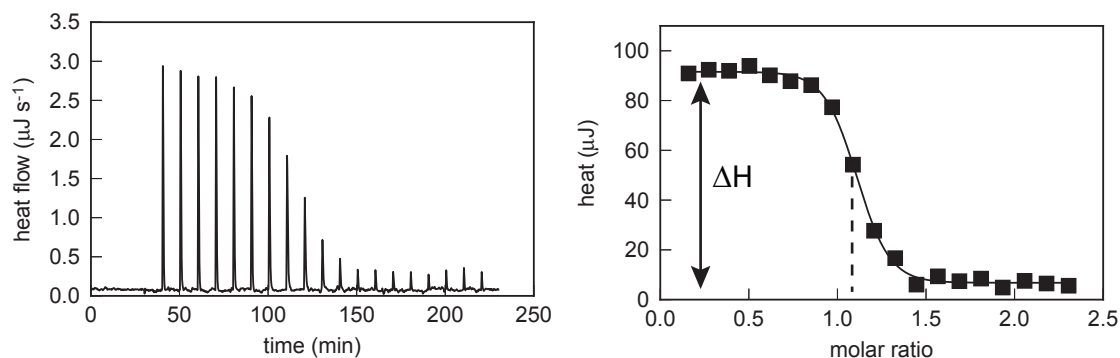 3.5
3.0
2.5
2.0
1.5
1.0
0.5
0.0
heat flow (µJ s-1)
0 50 100 150 200 250
time (min)
100
80
60
40
20
0
heat (µJ)
ΔH
0.0 0.5 1.0 1.5 2.0 2.5
molar ratio